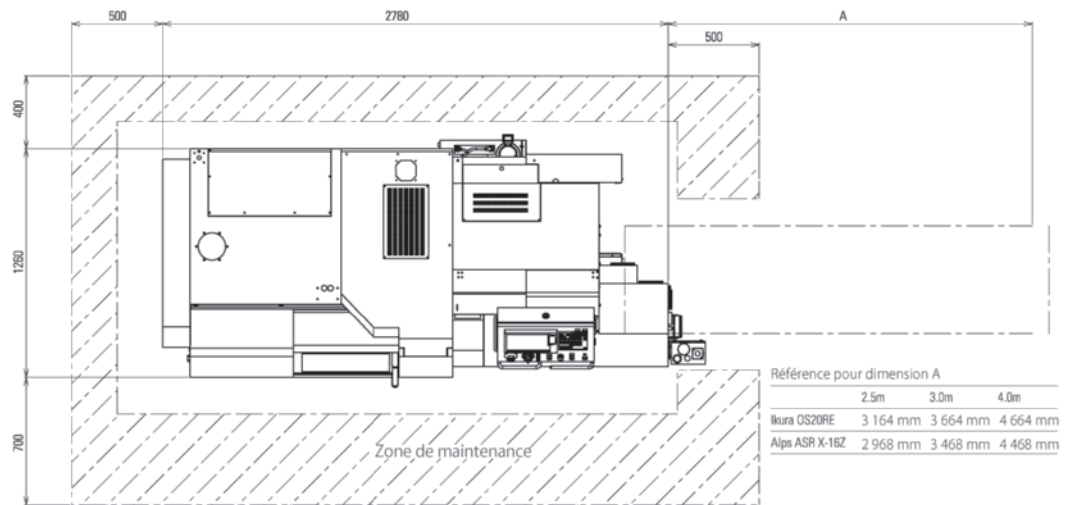 500 2780 A
500
400
1260
700
Zone de maintenance
Référence pour dimension A
2.5m 3.0m 4.0m
Ikura OS20RE 3 164 mm 3 664 mm 4 664 mm
Alps ASR X-16Z 2 968 mm 3 468 mm 4 468 mm